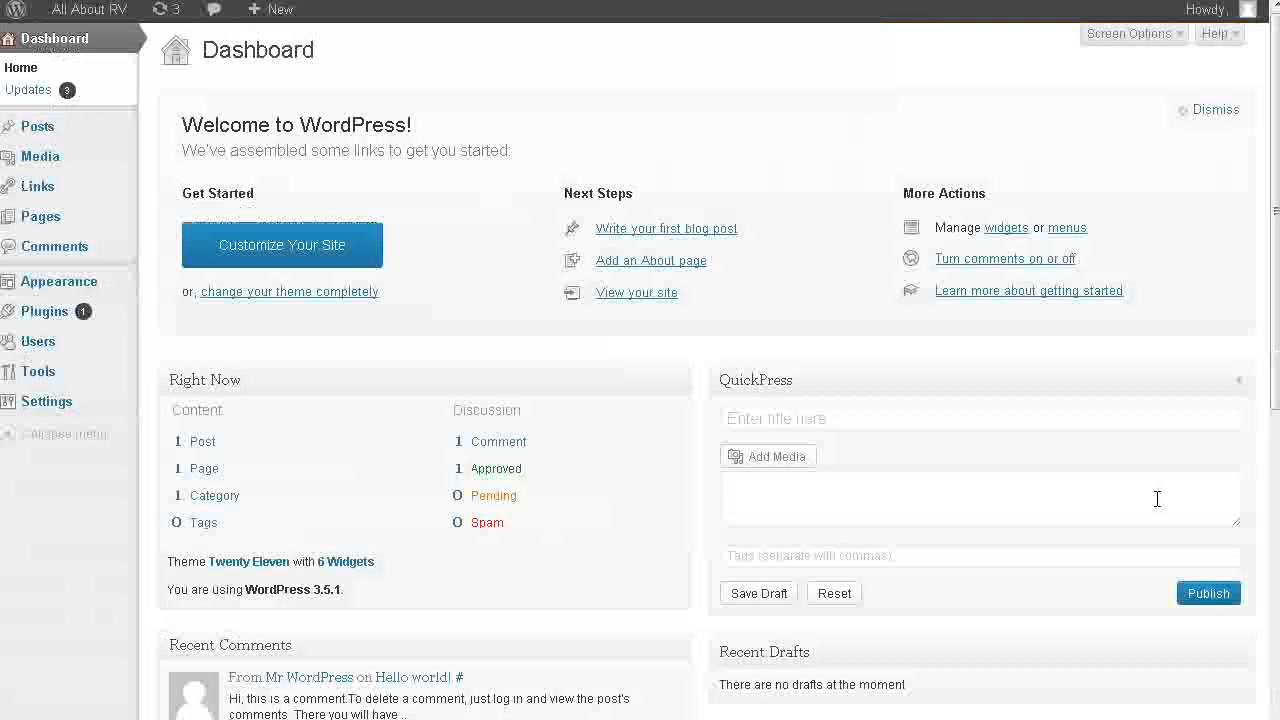 All About RV 3 New Howdy,
Dashboard
Home
Updates 3
Posts
Media
Links
Pages
Comments
Appearance
Plugins 1
Users
Tools
Settings
Collapse menu
Dashboard
Screen Options Help
Welcome to WordPress!
We've assembled some links to get you started:
Dismiss
Get Started
Customize Your Site
or, change your theme completely
Next Steps
Write your first blog post
Add an About page
View your site
More Actions
Manage widgets or menus
Turn comments on or off
Learn more about getting started
Right Now
Content
1 Post
1 Page
1 Category
0 Tags
Discussion
1 Comment
1 Approved
0 Pending
0 Spam
Theme Twenty Eleven with 6 Widgets
You are using WordPress 3.5.1.
Recent Comments
From Mr WordPress on Hello world! #
Hi, this is a comment.To delete a comment, just log in and view the post's
comments. There you will have ...
QuickPress
Enter title here
Add Media
Tags (separate with commas)
Save Draft Reset Publish
Recent Drafts
There are no drafts at the moment